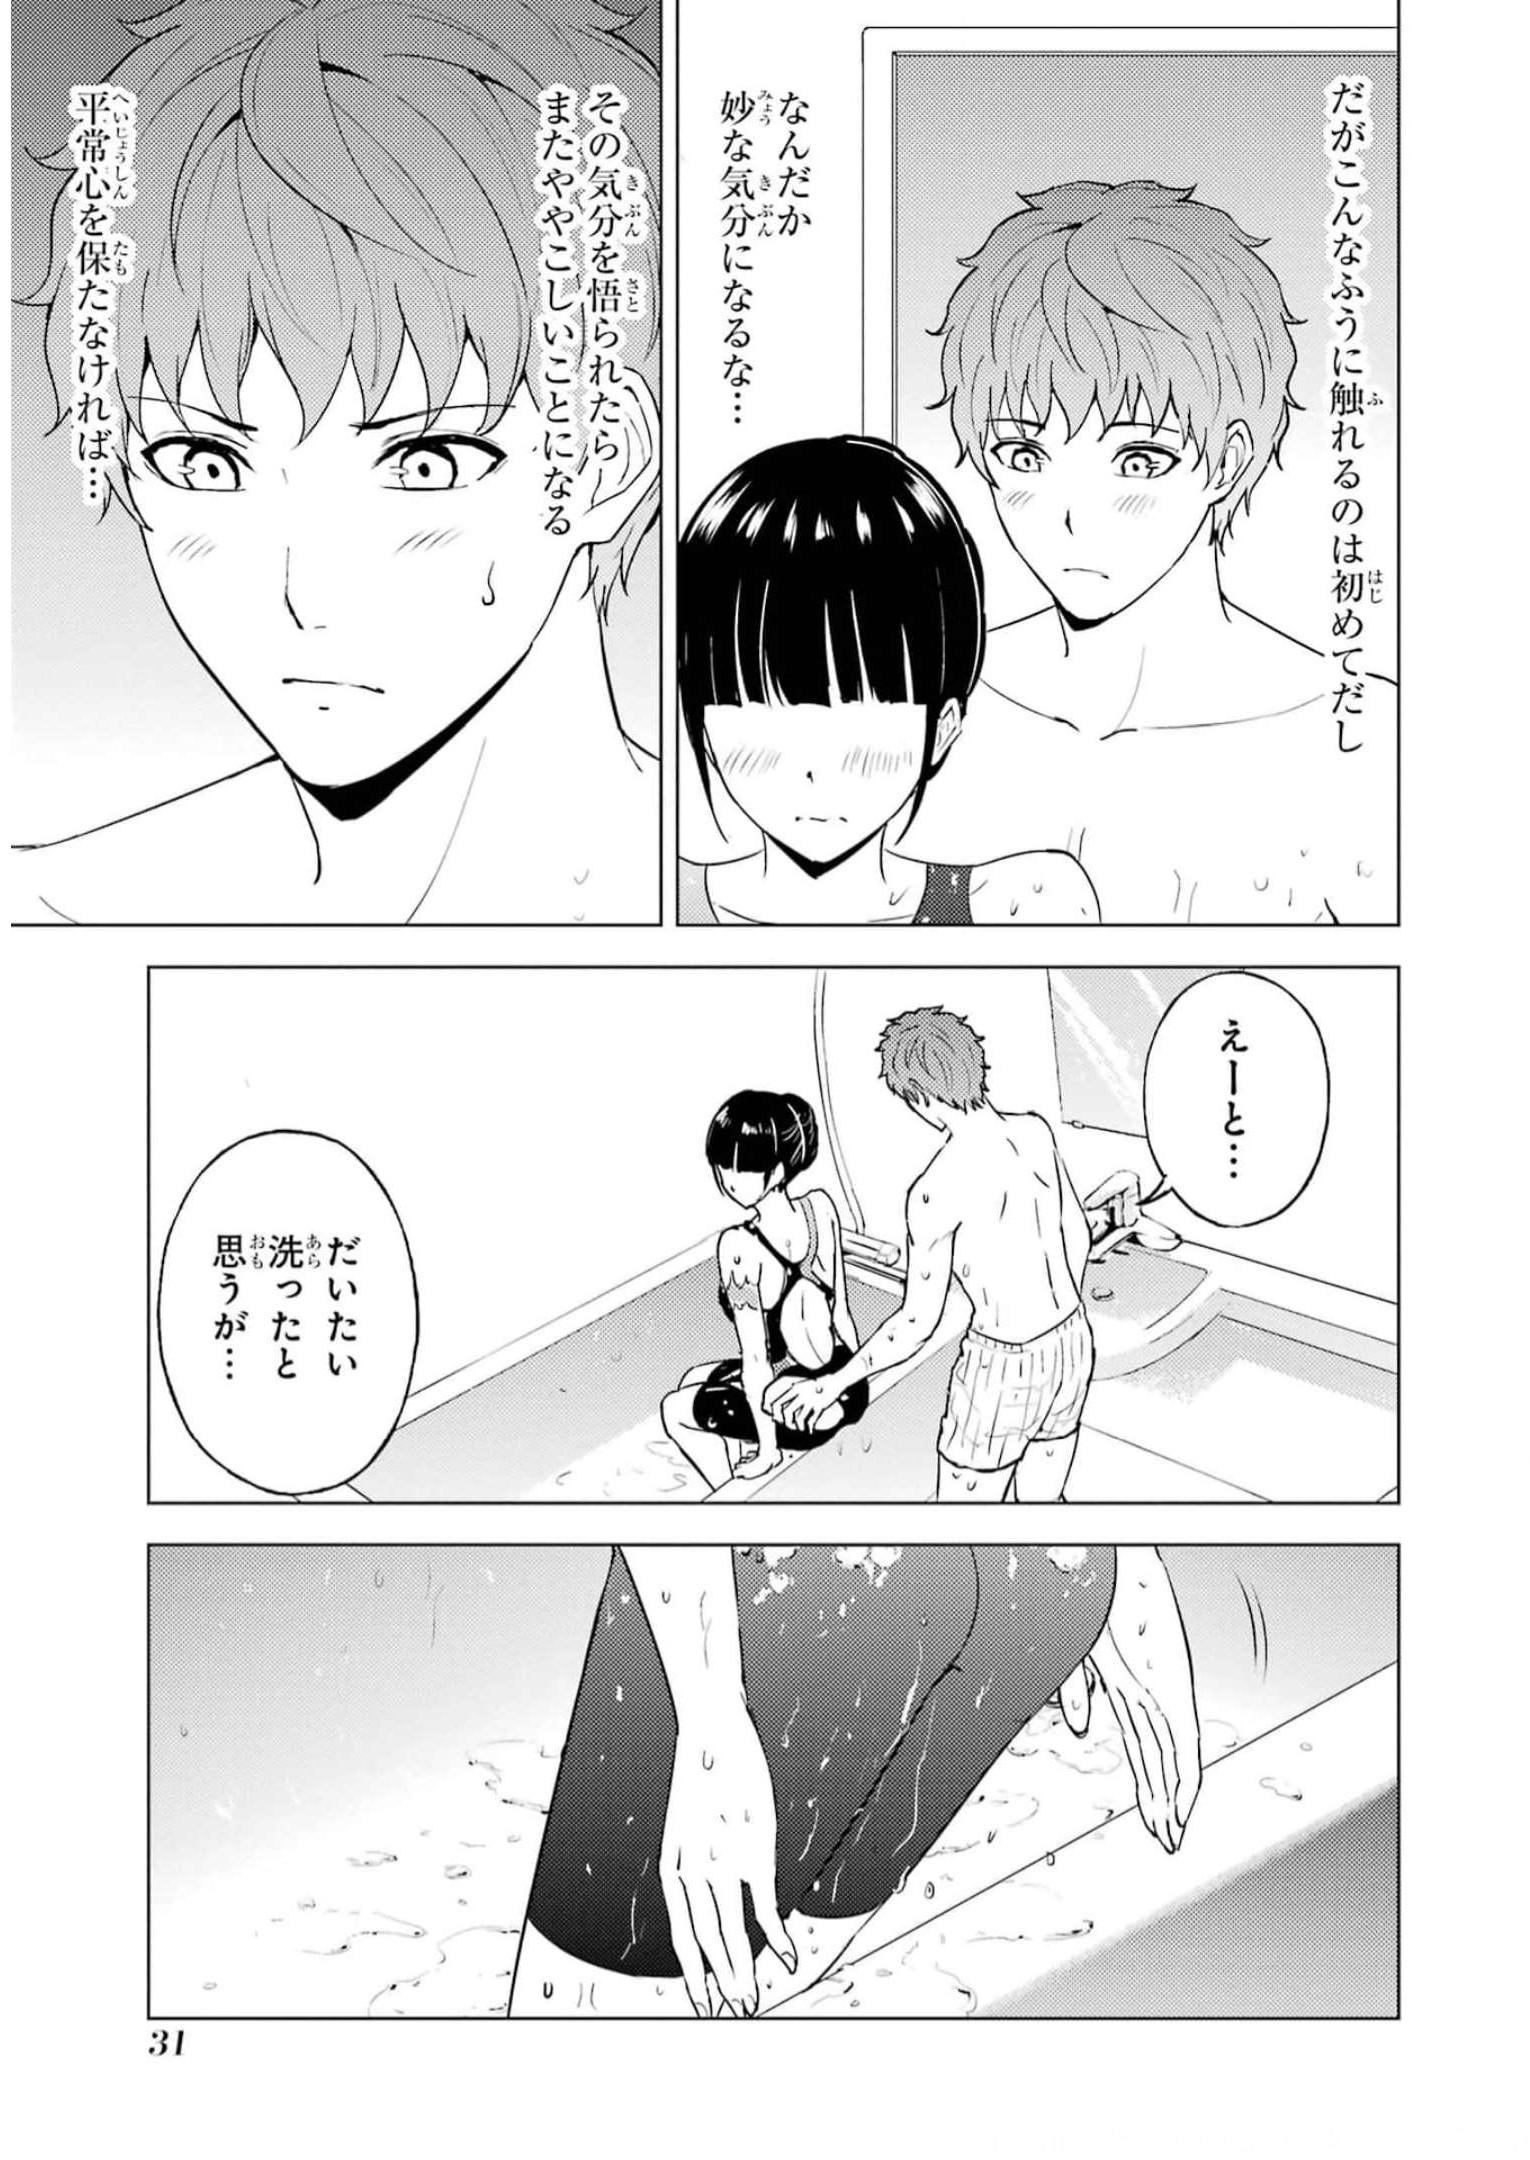 だがこんなふうに触れるのは初めてだし
なんだか
妙な気分になるな…
その気分を悟られたら
またややこしいことになる
平常心を保たなければ…
えーと…
だいたい
洗ったと
思うが…
31